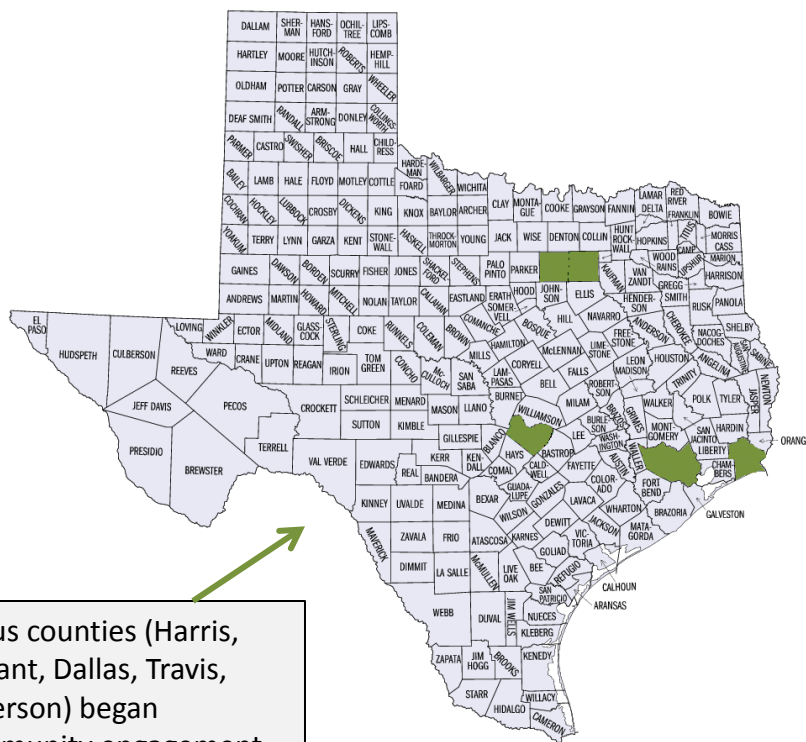 DALLAM SHER-MAN HANS-FORD OCHIL-TREE LIPS-COMB
HARTLEY MOORE HUTCH-INSON ROBERTS HEMP-HILL
OLDHAM POTTER CARSON GRAY WHEELER
DEAF SMITH RANDALL ARM-STRONG DONLEY COLLINGS-WORTH
PARMER CASTRO SWISHER BRISCOE HALL CHILD-RESS
BAILEY LAMB HALE FLOYD MOTLEY COTTLE HARDE-MAN FOARD WILBARGER WICHITA CLAY MONTA-GUE COOKE GRAYSON FANNIN LAMAR DELTA RED RIVER FRANKLIN TITUS BOWIE
COCHRAN HOCKLEY LUBBOCK CROSBY DICKENS KING KNOX BAYLOR ARCHER JACK WISE DENTON COLLIN HUNT ROCK-WALL HOPKINS CAMP MORRIS CASS
YOAKUM TERRY LYNN GARZA KENT STONE-WALL HASKELL THROCK-MORTON YOUNG PALO PINTO PARKER KAUFMAN VAN ZANDT WOOD RAINS UPSHUR MARION HARRISON GREGG
GAINES DAWSON BORDEN SCURRY FISHER JONES SHACKEL-FORD STEPHENS HOOD JOHN-SON ELLIS HENDER-SON SMITH RUSK PANOLA
ANDREWS MARTIN HOWARD MITCHELL NOLAN TAYLOR CALLAHAN EASTLAND ERATH SOMER-VELL BOSQUE HILL NAVARRO ANDERSON CHEROKEE NACOG-DOCHES SHELBY SAN AUGUSTINE SABINE
EL PASO HUDSPETH CULBERSON LOVING WINKLER ECTOR MIDLAND GLASS-COCK STERLING COKE RUNNELS COLEMAN BROWN COMANCHE HAMILTON McLENNAN LIME-STONE FREE-STONE LEON MADISON HOUSTON ANGELINA TRINITY
REEVES WARD CRANE UPTON REAGAN IRION TOM GREEN CONCHO Mc-CULLOCH SAN SABA MILLS LAM-PASAS CORYELL BELL FALLS ROBERT-SON BRAZOS GRIMES WALKER POLK TYLER JASPER NEWTON
JEFF DAVIS PECOS CROCKETT SCHLEICHER MENARD MASON LLANO BURNET WILLIAMSON MILAM BURLE-SON WASH-INGTON MONT-GOMERY SAN JACINTO LIBERTY HARDIN ORANG
PRESIDIO BREWSTER TERRELL SUTTON KIMBLE GILLESPIE BLANCO HAYS BASTROP LEE AUSTIN WALLER CHAM-BERS
VAL VERDE EDWARDS REAL KERR BANDERA KEN-DALL COMAL CALD-WELL FAYETTE COLOR-ADO FORT BEND BRAZORIA GALVESTON
KINNEY UVALDE MEDINA BEXAR GUADA-LUPE WILSON GONZALES LAVACA WHARTON MATA-GORDA
MAVERICK ZAVALA FRIO ATASCOSA KARNES DEWITT JACKSON VIC-TORIA GOLIAD
DIMMIT LA SALLE McMULLEN LIVE OAK BEE REFUGIO CALHOUN
SAN PATRICIO ARANSAS
WEBB DUVAL JIM WELLS NUECES KLEBERG
ZAPATA JIM HOGG BROOKS KENEDY
STARR HIDALGO WILLACY CAMERON
us counties (Harris,
ant, Dallas, Travis,
erson) began
munity engagement